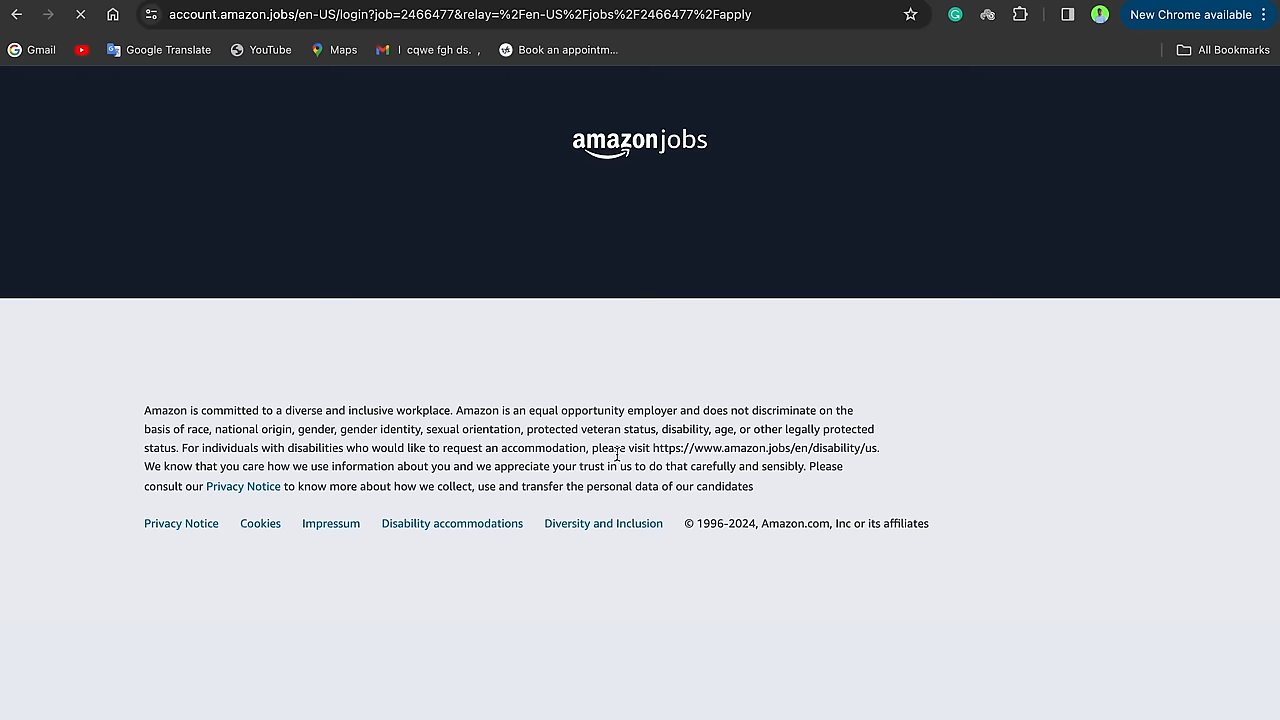 account.amazon.jobs/en-US/login?job=2466477&relay=%2Fen-US%2Fjobs%2F2466477%2Fapply
New Chrome available
Gmail
Google Translate
YouTube
Maps
I cqwe fgh ds. ,
Book an appointm...
All Bookmarks
amazon jobs
Amazon is committed to a diverse and inclusive workplace. Amazon is an equal opportunity employer and does not discriminate on the
basis of race, national origin, gender, gender identity, sexual orientation, protected veteran status, disability, age, or other legally protected
status. For individuals with disabilities who would like to request an accommodation, please visit https://www.amazon.jobs/en/disability/us.
We know that you care how we use information about you and we appreciate your trust in us to do that carefully and sensibly. Please
consult our Privacy Notice to know more about how we collect, use and transfer the personal data of our candidates
Privacy Notice Cookies Impressum Disability accommodations Diversity and Inclusion © 1996-2024, Amazon.com, Inc or its affiliates